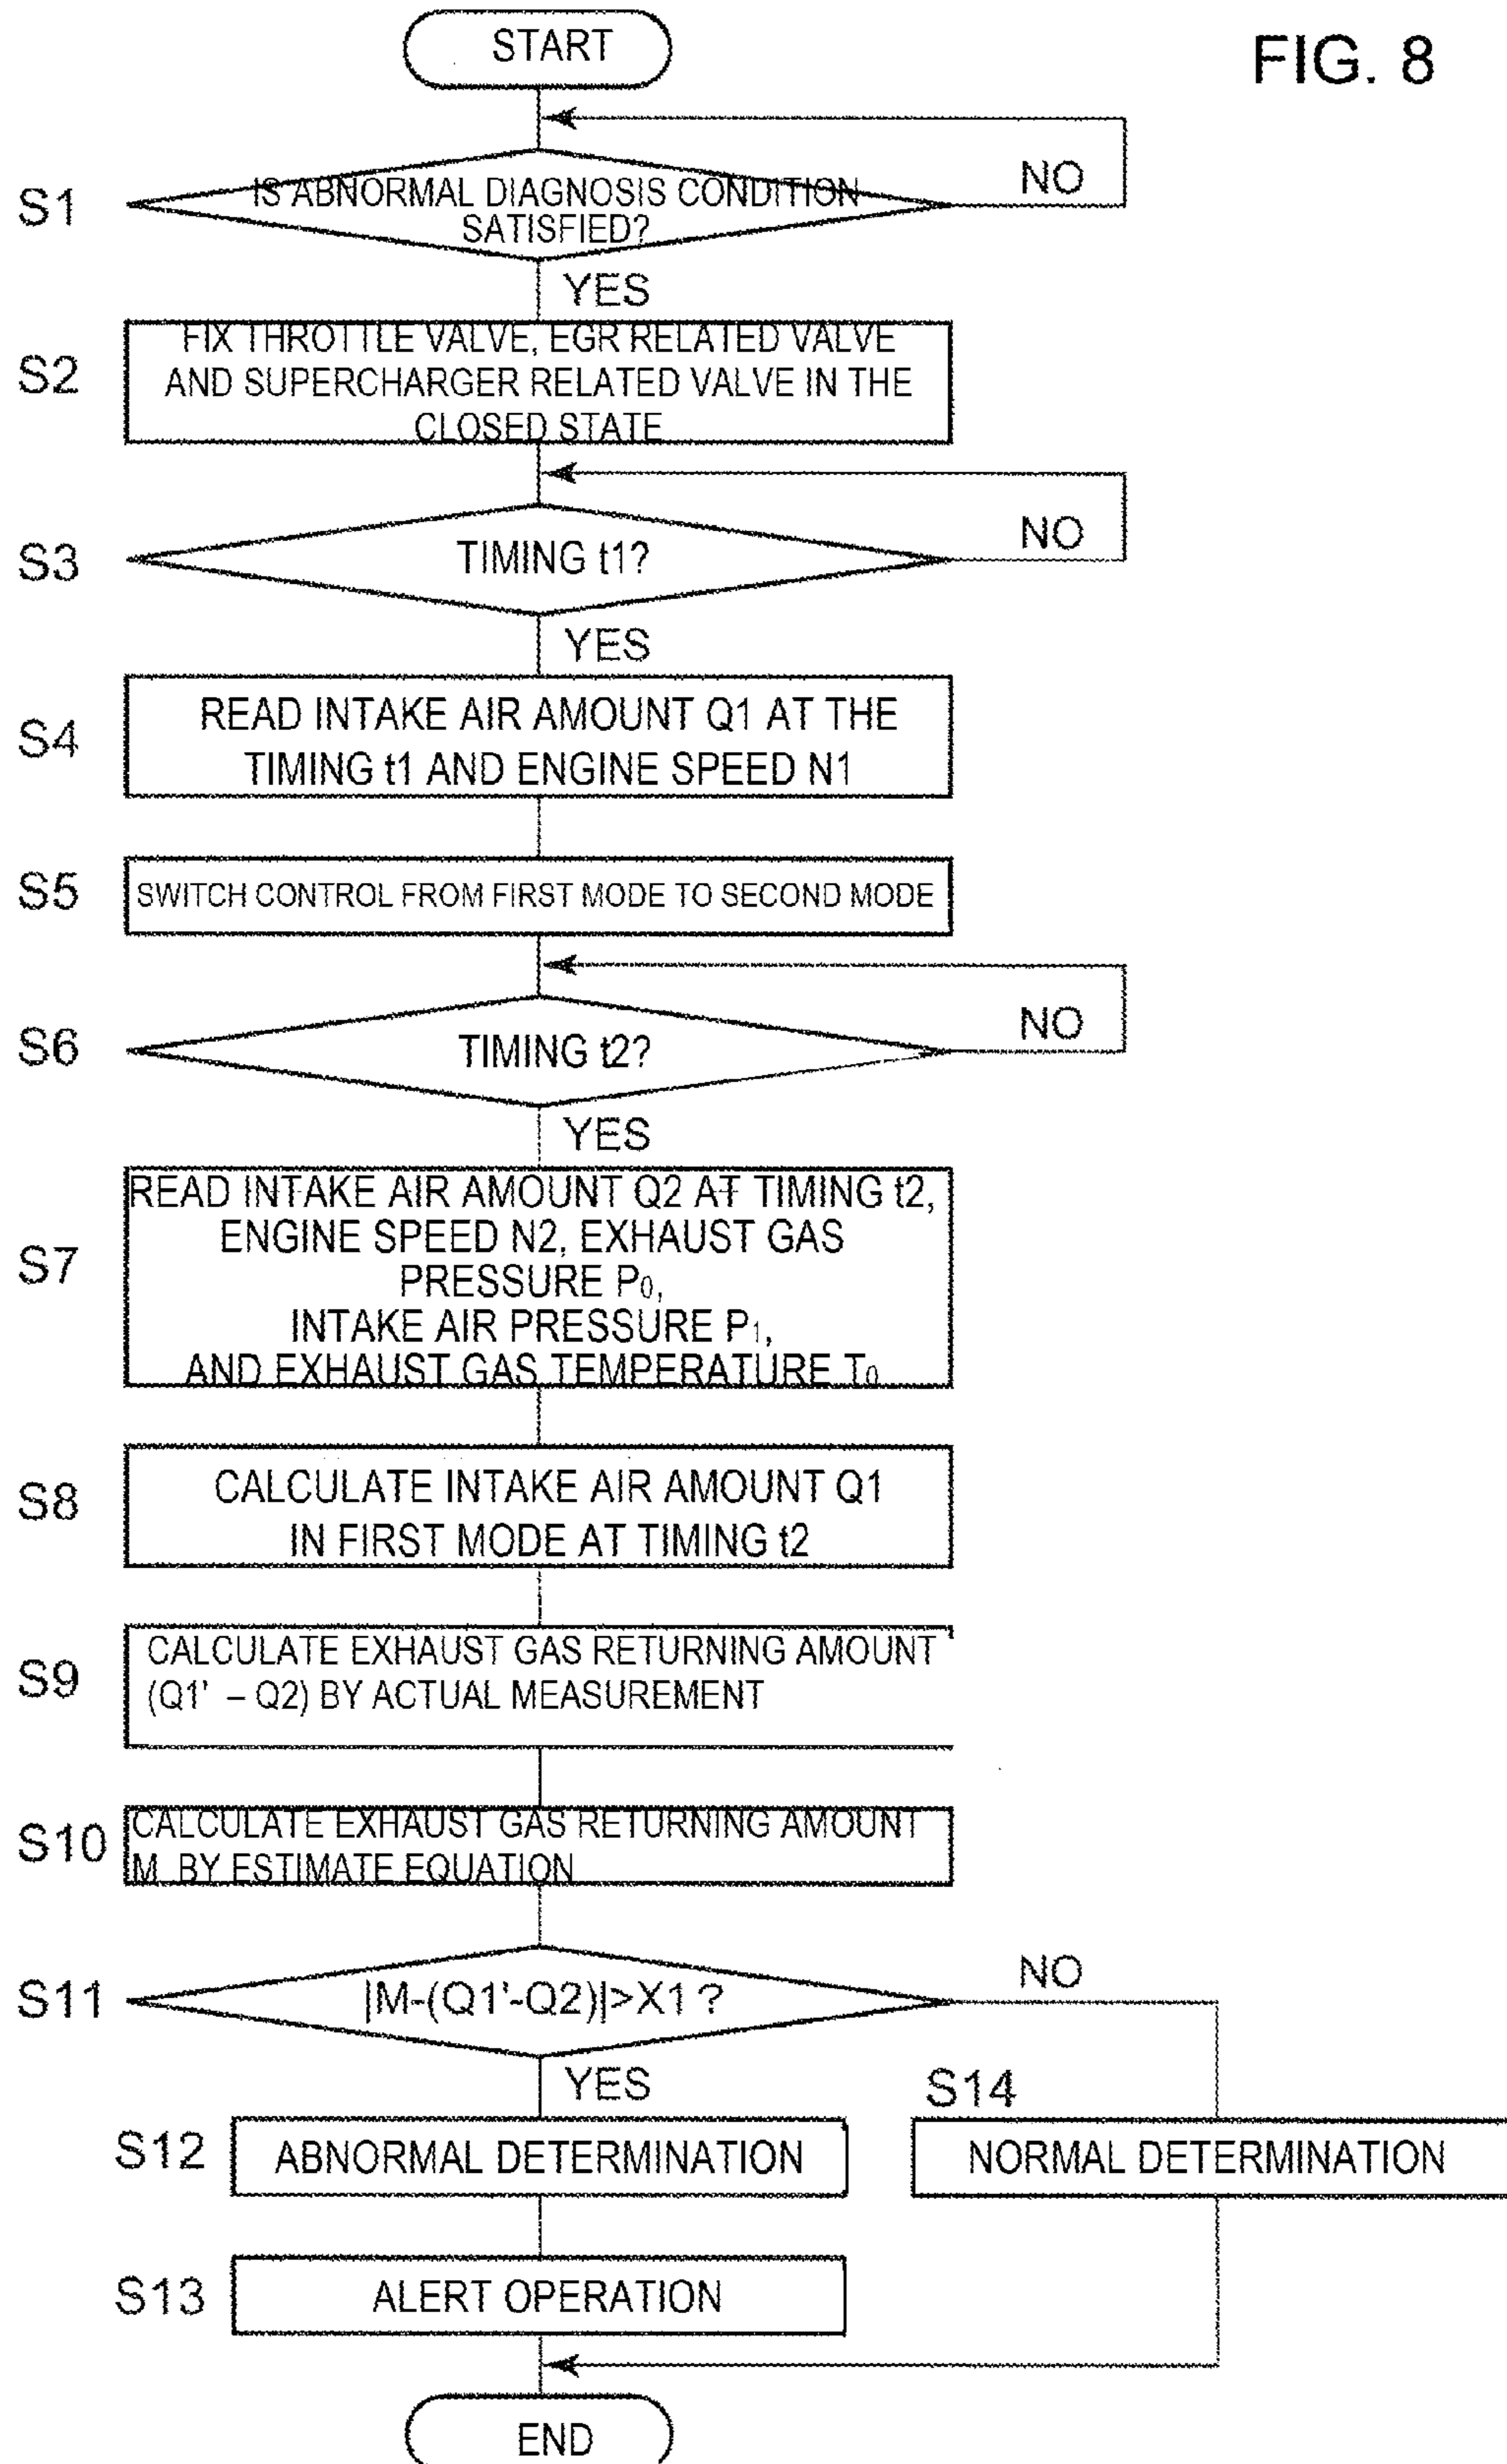 START
FIG. 8
S1
IS ABNORMAL DIAGNOSIS CONDITION
SATISFIED?
NO
YES
S2
FIX THROTTLE VALVE, EGR RELATED VALVE
AND SUPERCHARGER RELATED VALVE IN THE
CLOSED STATE
S3
TIMING t1?
NO
YES
S4
READ INTAKE AIR AMOUNT Q1 AT THE
TIMING t1 AND ENGINE SPEED N1
S5
SWITCH CONTROL FROM FIRST MODE TO SECOND MODE
S6
TIMING t2?
NO
YES
S7
READ INTAKE AIR AMOUNT Q2 AT TIMING t2,
ENGINE SPEED N2, EXHAUST GAS
PRESSURE P₀,
INTAKE AIR PRESSURE P₁,
AND EXHAUST GAS TEMPERATURE T₀
S8
CALCULATE INTAKE AIR AMOUNT Q1
IN FIRST MODE AT TIMING t2
S9
CALCULATE EXHAUST GAS RETURNING AMOUNT
(Q1' – Q2) BY ACTUAL MEASUREMENT
S10
CALCULATE EXHAUST GAS RETURNING AMOUNT
M BY ESTIMATE EQUATION
S11
|M-(Q1'-Q2)|>X1 ?
NO
YES
S12
ABNORMAL DETERMINATION
S14
NORMAL DETERMINATION
S13
ALERT OPERATION
END